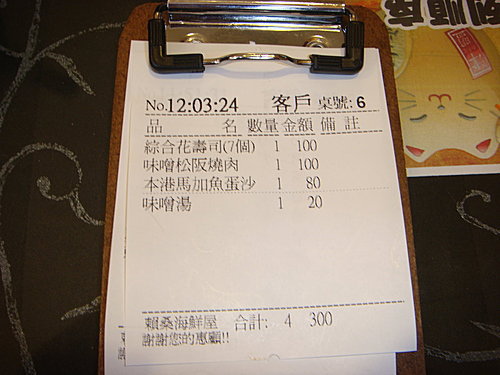 No.12:03:24 客戶 桌號: 6
品 名 數量 金額 備 註
綜合花壽司(7個) 1 100
味噌松阪燒肉 1 100
本港馬加魚蛋沙 1 80
味噌湯 1 20
賴桑海鮮屋 合計: 4 300
謝謝您的惠顧!!